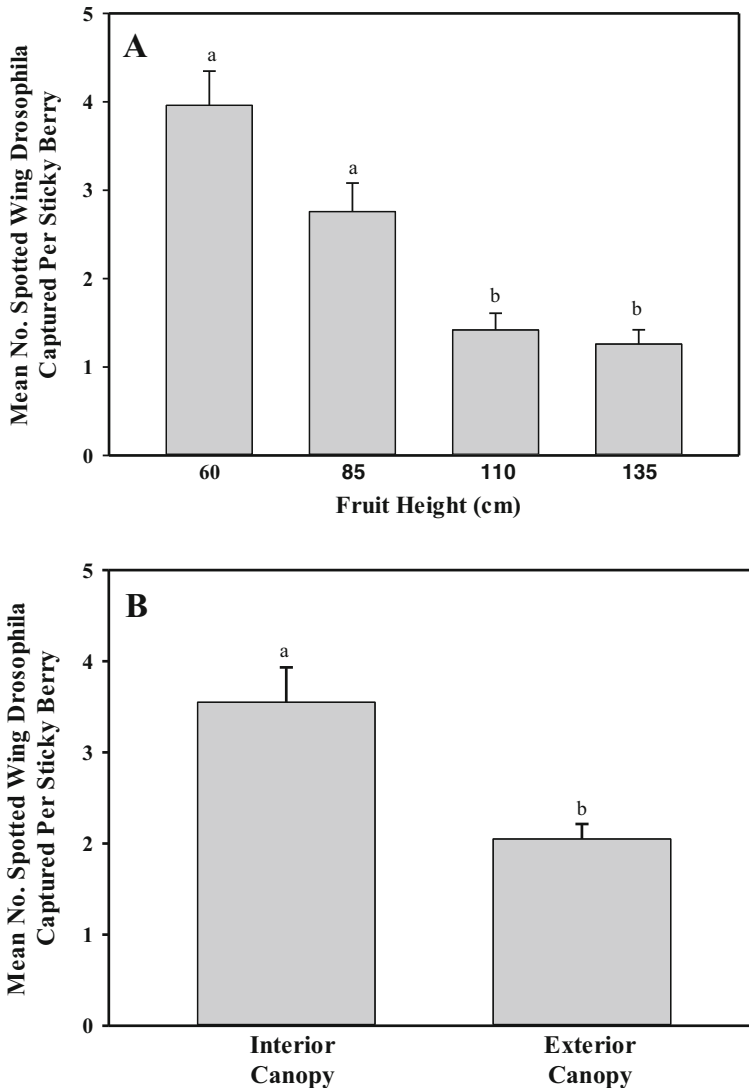 A
Mean No. Spotted Wing Drosophila
Captured Per Sticky Berry
5
4
3
2
1
0
a
a
b
b
60 85 110 135
Fruit Height (cm)
B
Mean No. Spotted Wing Drosophila
Captured Per Sticky Berry
5
4
3
2
1
0
a
b
Interior
Canopy
Exterior
Canopy